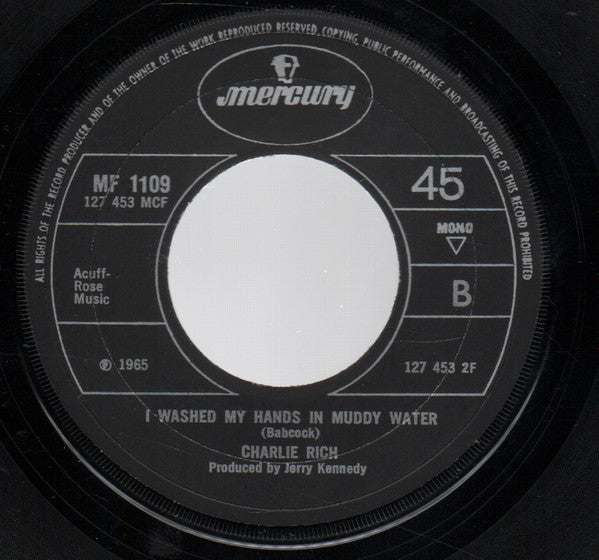 ALL RIGHTS OF THE RECORD PRODUCER AND OF THE OWNER OF THE WORK REPRODUCED RESERVED. COPYING, PUBLIC PERFORMANCE AND BROADCASTING OF THIS RECORD PROHIBITED
mercury
MF 1109
127 453 MCF
45
MONO
Acuff-
Rose
Music
B
℗ 1965
127 453 2F
I WASHED MY HANDS IN MUDDY WATER
(Babcock)
CHARLIE RICH
Produced by Jerry Kennedy